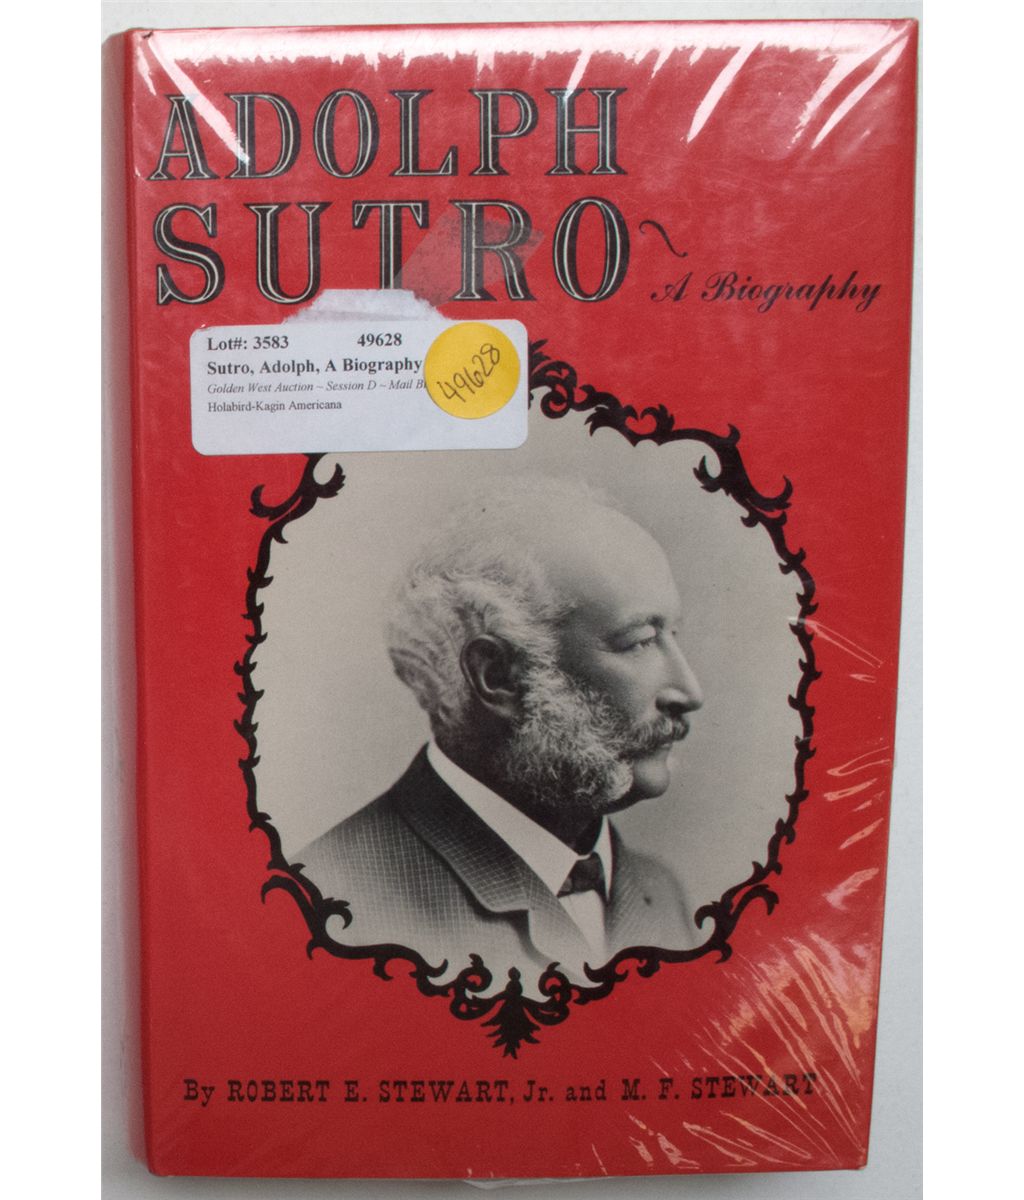 ADOLPH
SUTRO~
A Biography
Lot#: 3583 49628
Sutro, Adolph, A Biography
Golden West Auction ~ Session D ~ Mail
Holabird-Kagin Americana
49628
By ROBERT E. STEWART, Jr. and M. F. STEWART